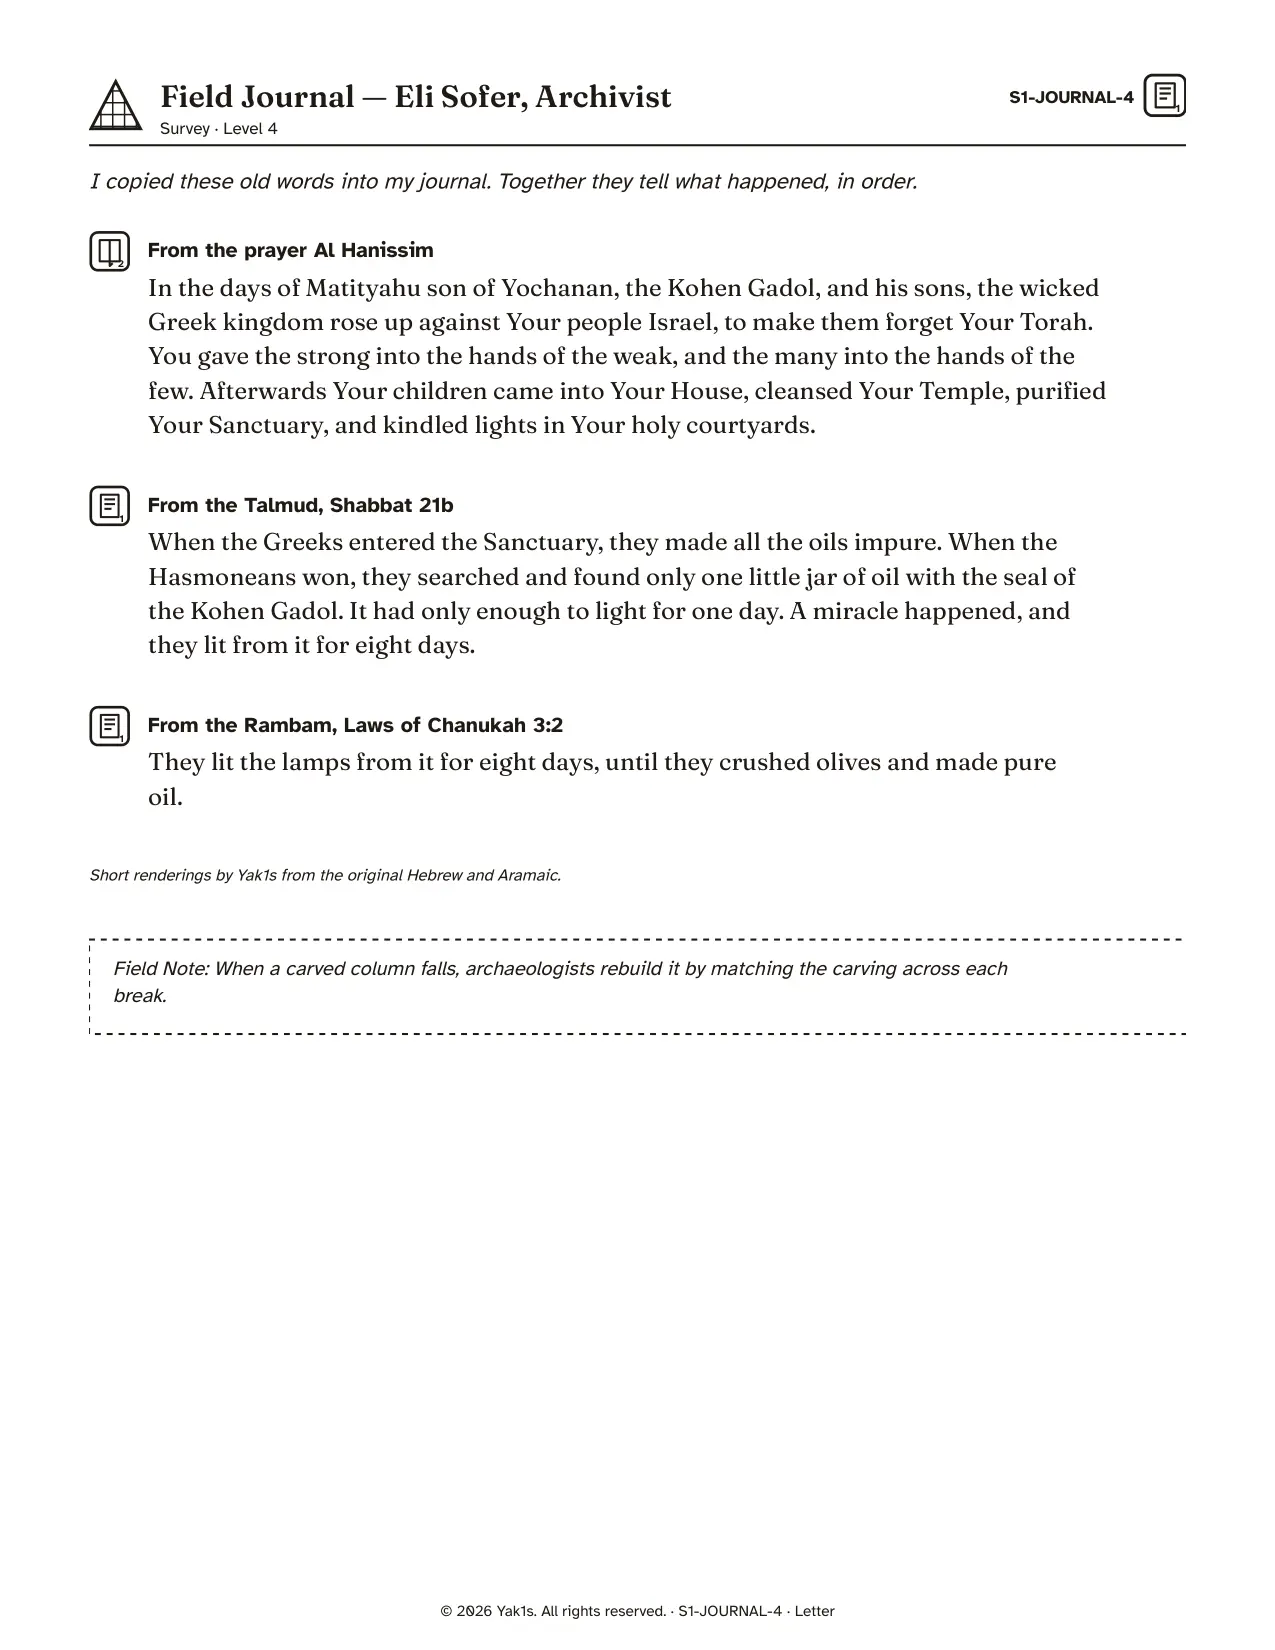 Field Journal — Eli Sofer, Archivist
Survey · Level 4
S1-JOURNAL-4
1
I copied these old words into my journal. Together they tell what happened, in order.
2
From the prayer Al Hanissim
In the days of Matityahu son of Yochanan, the Kohen Gadol, and his sons, the wicked
Greek kingdom rose up against Your people Israel, to make them forget Your Torah.
You gave the strong into the hands of the weak, and the many into the hands of the
few. Afterwards Your children came into Your House, cleansed Your Temple, purified
Your Sanctuary, and kindled lights in Your holy courtyards.
1
From the Talmud, Shabbat 21b
When the Greeks entered the Sanctuary, they made all the oils impure. When the
Hasmoneans won, they searched and found only one little jar of oil with the seal of
the Kohen Gadol. It had only enough to light for one day. A miracle happened, and
they lit from it for eight days.
1
From the Rambam, Laws of Chanukah 3:2
They lit the lamps from it for eight days, until they crushed olives and made pure
oil.
Short renderings by Yak1s from the original Hebrew and Aramaic.
Field Note: When a carved column falls, archaeologists rebuild it by matching the carving across each
break.
© 2026 Yak1s. All rights reserved. · S1-JOURNAL-4 · Letter